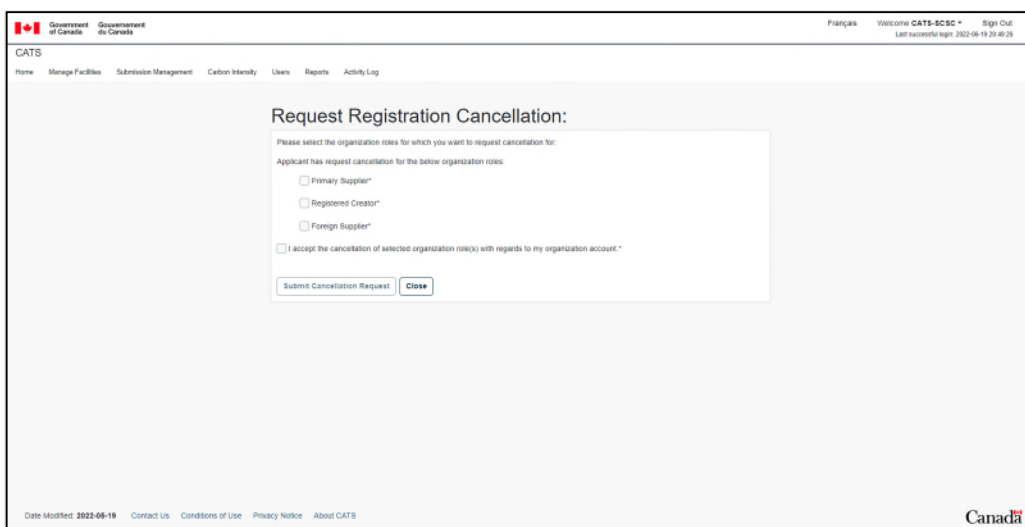 Government of Canada Gouvernement du Canada
Français Welcome CATS-SCSC Sign Out
Last successful login: 2022-06-19 20:49:26
CATS
Home Manage Facilities Submission Management Carbon Intensity Users Reports Activity Log
Request Registration Cancellation:
Please select the organization roles for which you want to request cancellation for:
Applicant has request cancellation for the below organization roles:
Primary Supplier*
Registered Creator*
Foreign Supplier*
I accept the cancellation of selected organization role(s) with regards to my organization account.*
Submit Cancellation Request Close
Date Modified: 2022-05-19 Contact Us Conditions of Use Privacy Notice About CATS
Canada